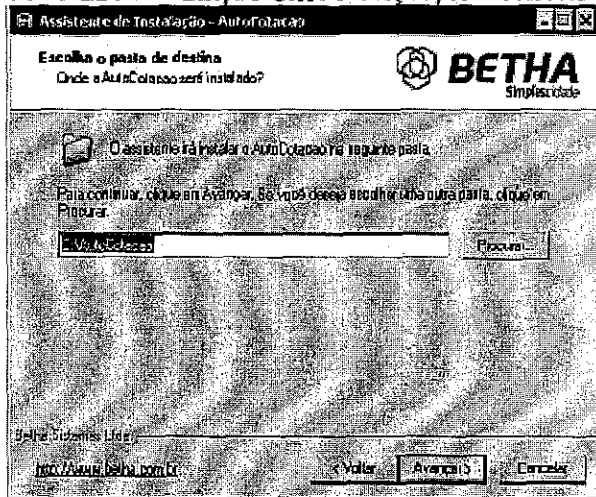 Assistente de Instalação - AutoCotacao
Escolha o pasta de destino
Onde o AutoCotacao será instalado?
BETHA
Simplicidade
O assistente irá instalar o AutoCotacao na seguinte pasta.
Para continuar, clique em Avançar. Se você deseja escolher uma outra pasta, clique em
Procurar.
AutoCotacao
Procurar...
Betha Sistemas Ltda.
http://www.betha.com.br
< Voltar
Avançar >
Cancelar